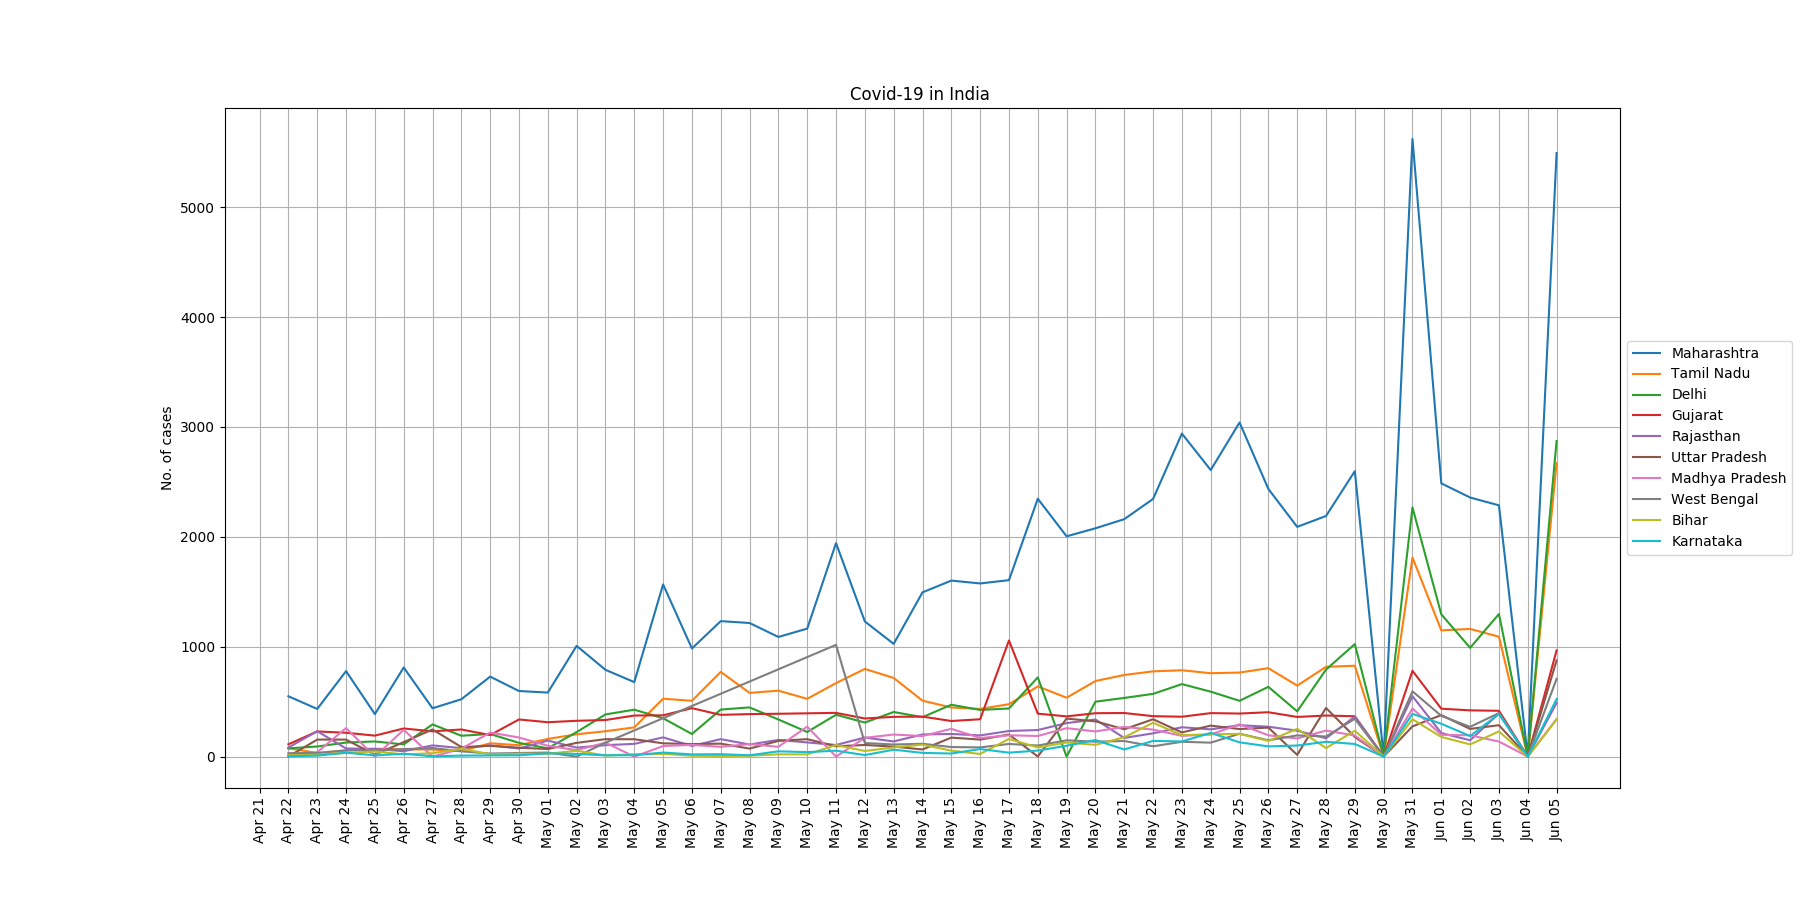 Covid-19 in India
No. of cases
5000
4000
3000
2000
1000
0
Apr 21
Apr 22
Apr 23
Apr 24
Apr 25
Apr 26
Apr 27
Apr 28
Apr 29
Apr 30
May 01
May 02
May 03
May 04
May 05
May 06
May 07
May 08
May 09
May 10
May 11
May 12
May 13
May 14
May 15
May 16
May 17
May 18
May 19
May 20
May 21
May 22
May 23
May 24
May 25
May 26
May 27
May 28
May 29
May 30
May 31
Jun 01
Jun 02
Jun 03
Jun 04
Jun 05
Maharashtra
Tamil Nadu
Delhi
Gujarat
Rajasthan
Uttar Pradesh
Madhya Pradesh
West Bengal
Bihar
Karnataka